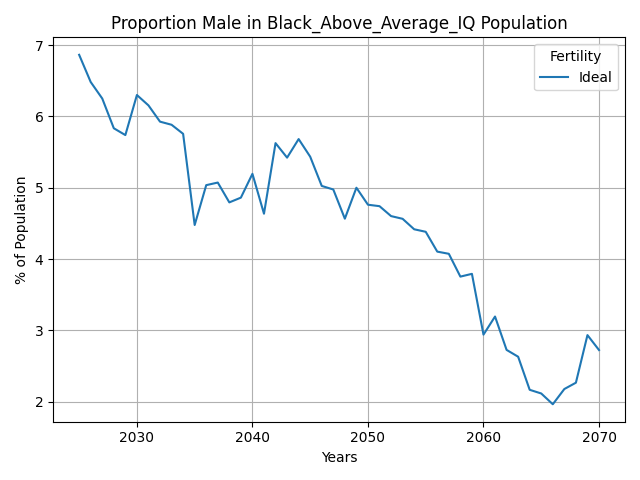 Proportion Male in Black_Above_Average_IQ Population
Fertility
Ideal
% of Population
7
6
5
4
3
2
2030 2040 2050 2060 2070
Years